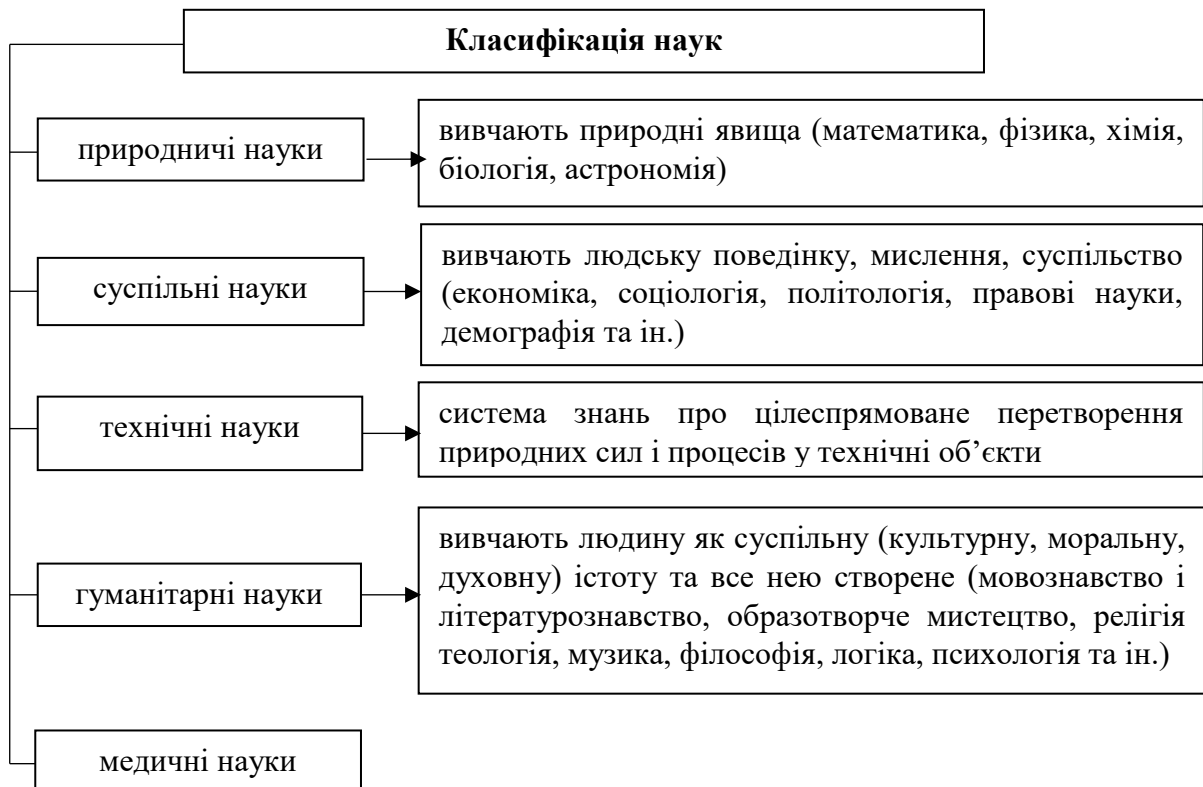 Класифікація наук
природничі науки
вивчають природні явища (математика, фізика, хімія,
біологія, астрономія)
суспільні науки
вивчають людську поведінку, мислення, суспільство
(економіка, соціологія, політологія, правові науки,
демографія та ін.)
технічні науки
система знань про цілеспрямоване перетворення
природних сил і процесів у технічні об’єкти
гуманітарні науки
вивчають людину як суспільну (культурну, моральну,
духовну) істоту та все нею створене (мовознавство і
літературознавство, образотворче мистецтво, релігія
теологія, музика, філософія, логіка, психологія та ін.)
медичні науки